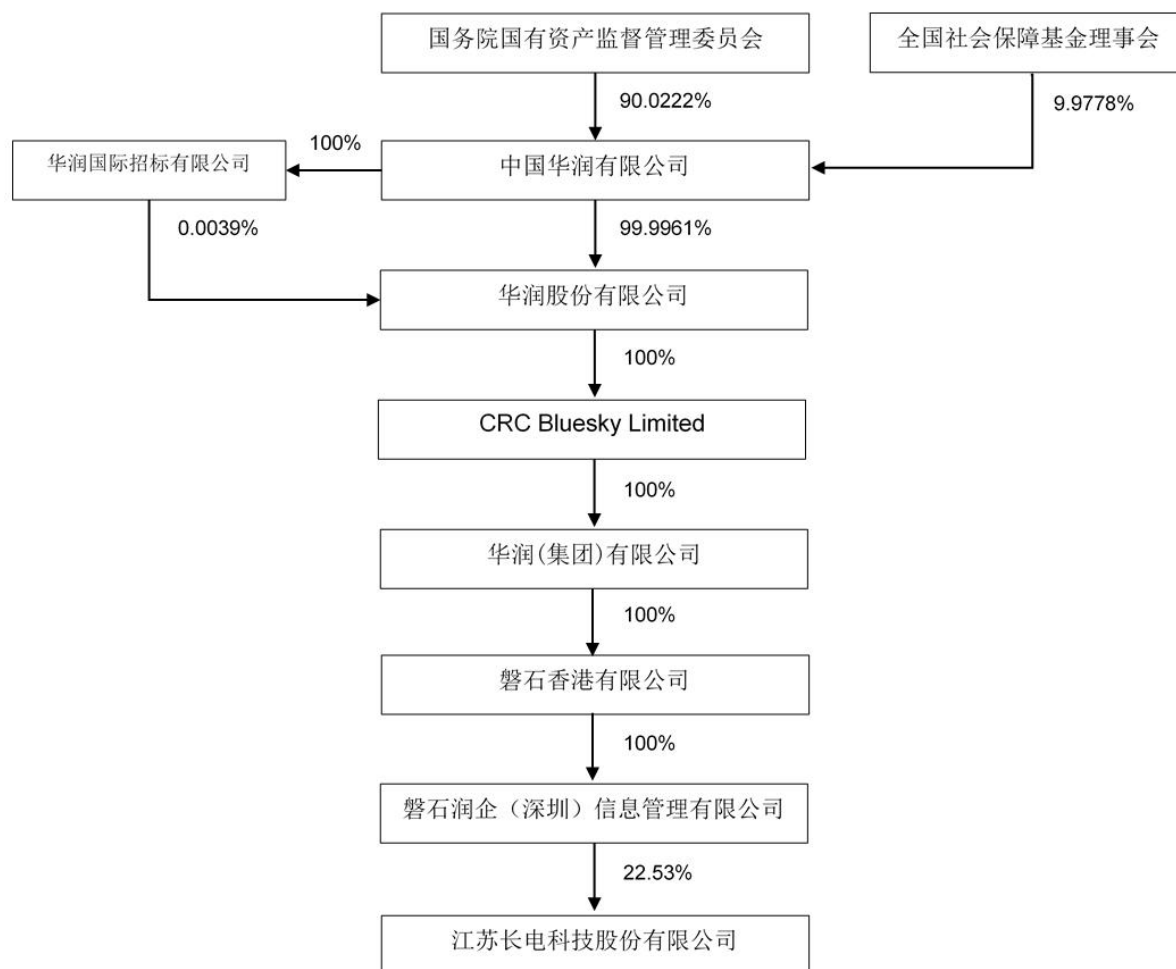 国务院国有资产监督管理委员会
全国社会保障基金理事会
90.0222%
9.9778%
100%
华润国际招标有限公司
中国华润有限公司
0.0039%
99.9961%
华润股份有限公司
100%
CRC Bluesky Limited
100%
华润(集团)有限公司
100%
磐石香港有限公司
100%
磐石润企（深圳）信息管理有限公司
22.53%
江苏长电科技股份有限公司